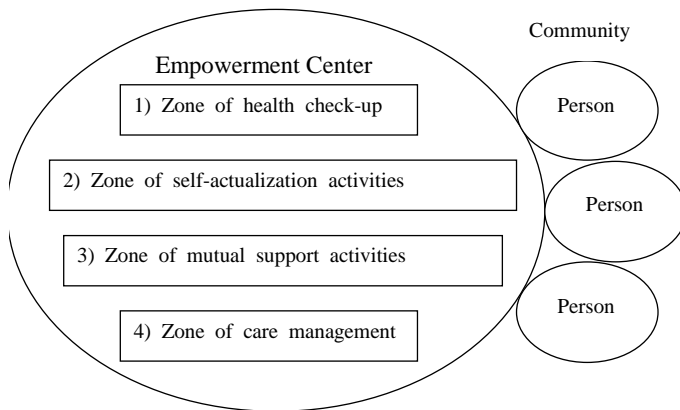 Community
Empowerment Center
1) Zone of health check-up
Person
2) Zone of self-actualization activities
Person
3) Zone of mutual support activities
Person
4) Zone of care management